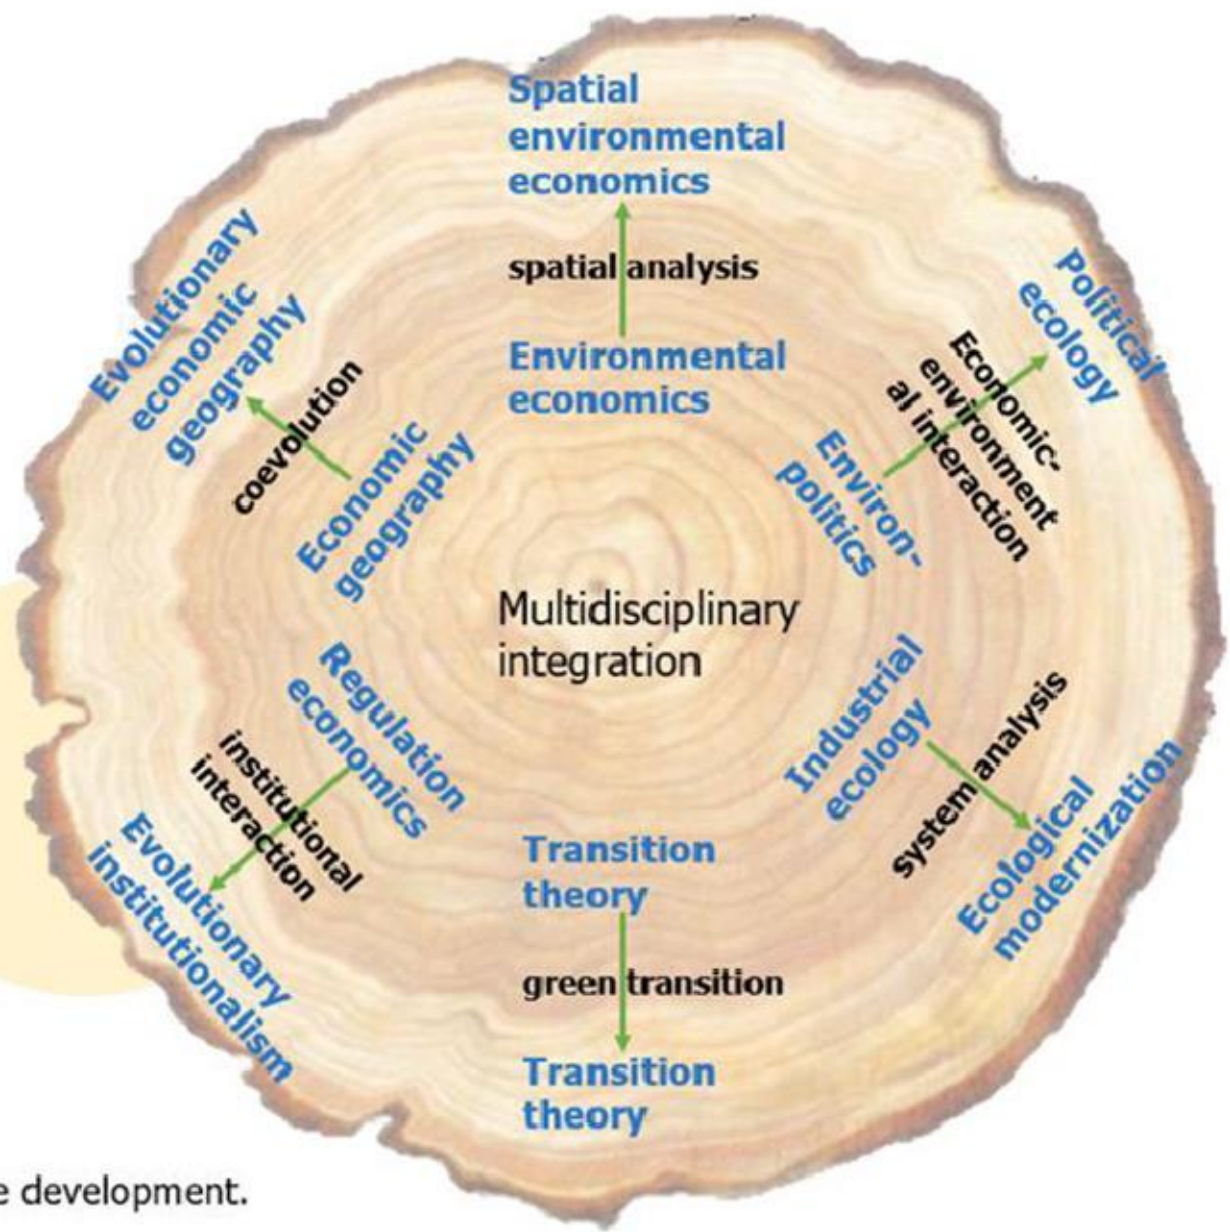 Spatial
environmental
economics
spatial analysis
Environmental
economics
Evolutionary
economic
geography
coevolution
Economic
geography
Political
ecology
Economic-
environment
al interaction
Environ-
politics
Multidisciplinary
integration
Regulation
economics
institutional
interaction
Evolutionary
institutionalism
Industrial
ecology
system analysis
Ecological
modernization
Transition
theory
green transition
Transition
theory
e development.